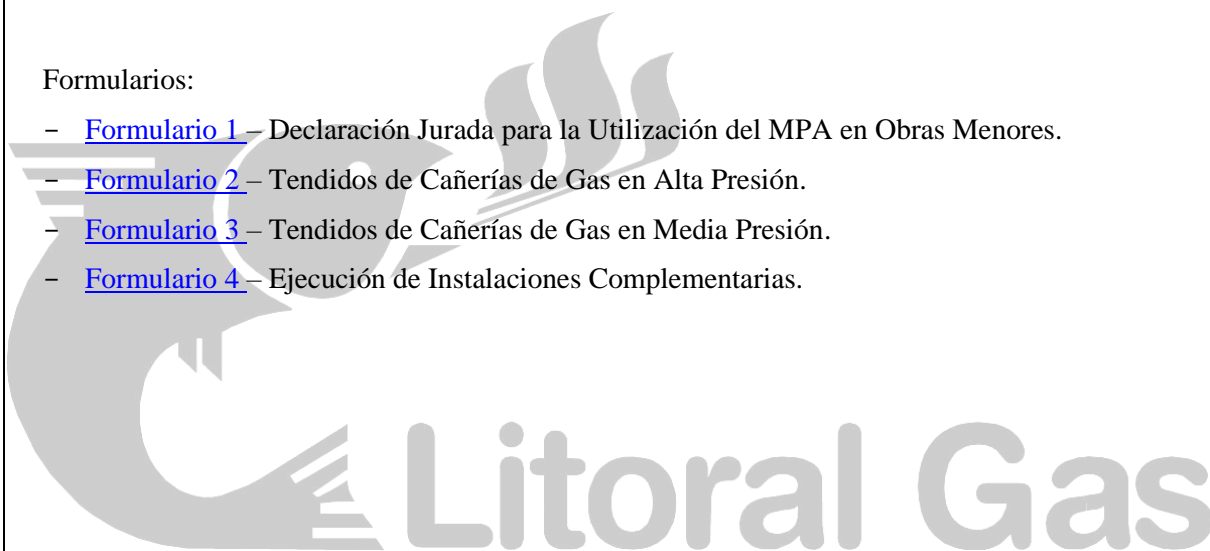 Formularios:
- Formulario 1 – Declaración Jurada para la Utilización del MPA en Obras Menores.
- Formulario 2 – Tendidos de Cañerías de Gas en Alta Presión.
- Formulario 3 – Tendidos de Cañerías de Gas en Media Presión.
- Formulario 4 – Ejecución de Instalaciones Complementarias.
Litoral Gas